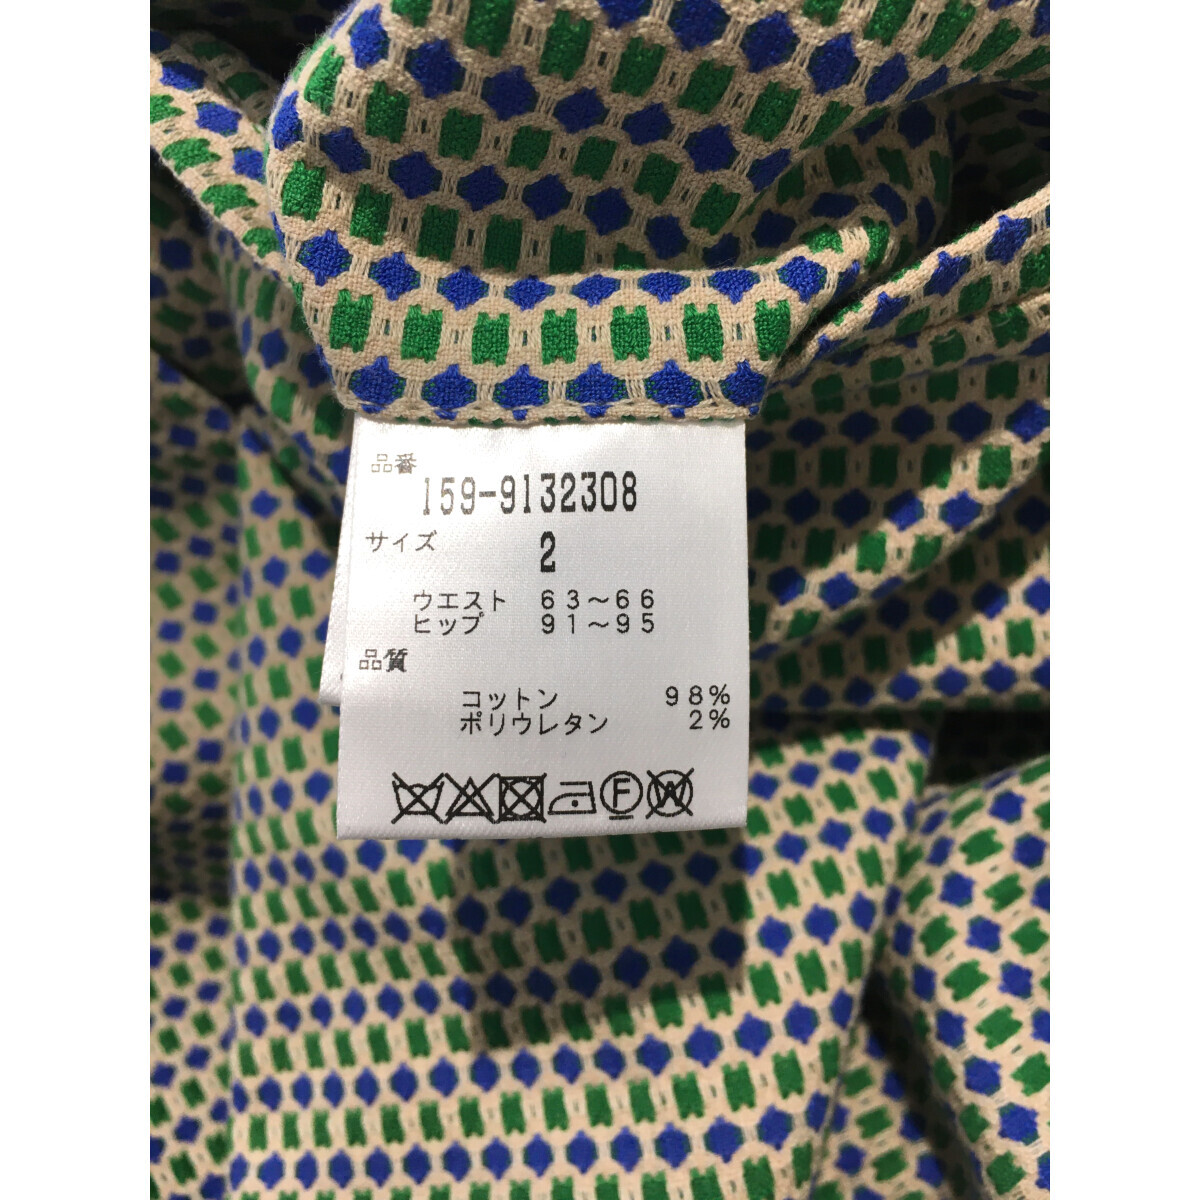 品番
159-9132308
サイズ 2
ウエスト 63～66
ヒップ 91～95
品質
コットン 98%
ポリウレタン 2%
F W